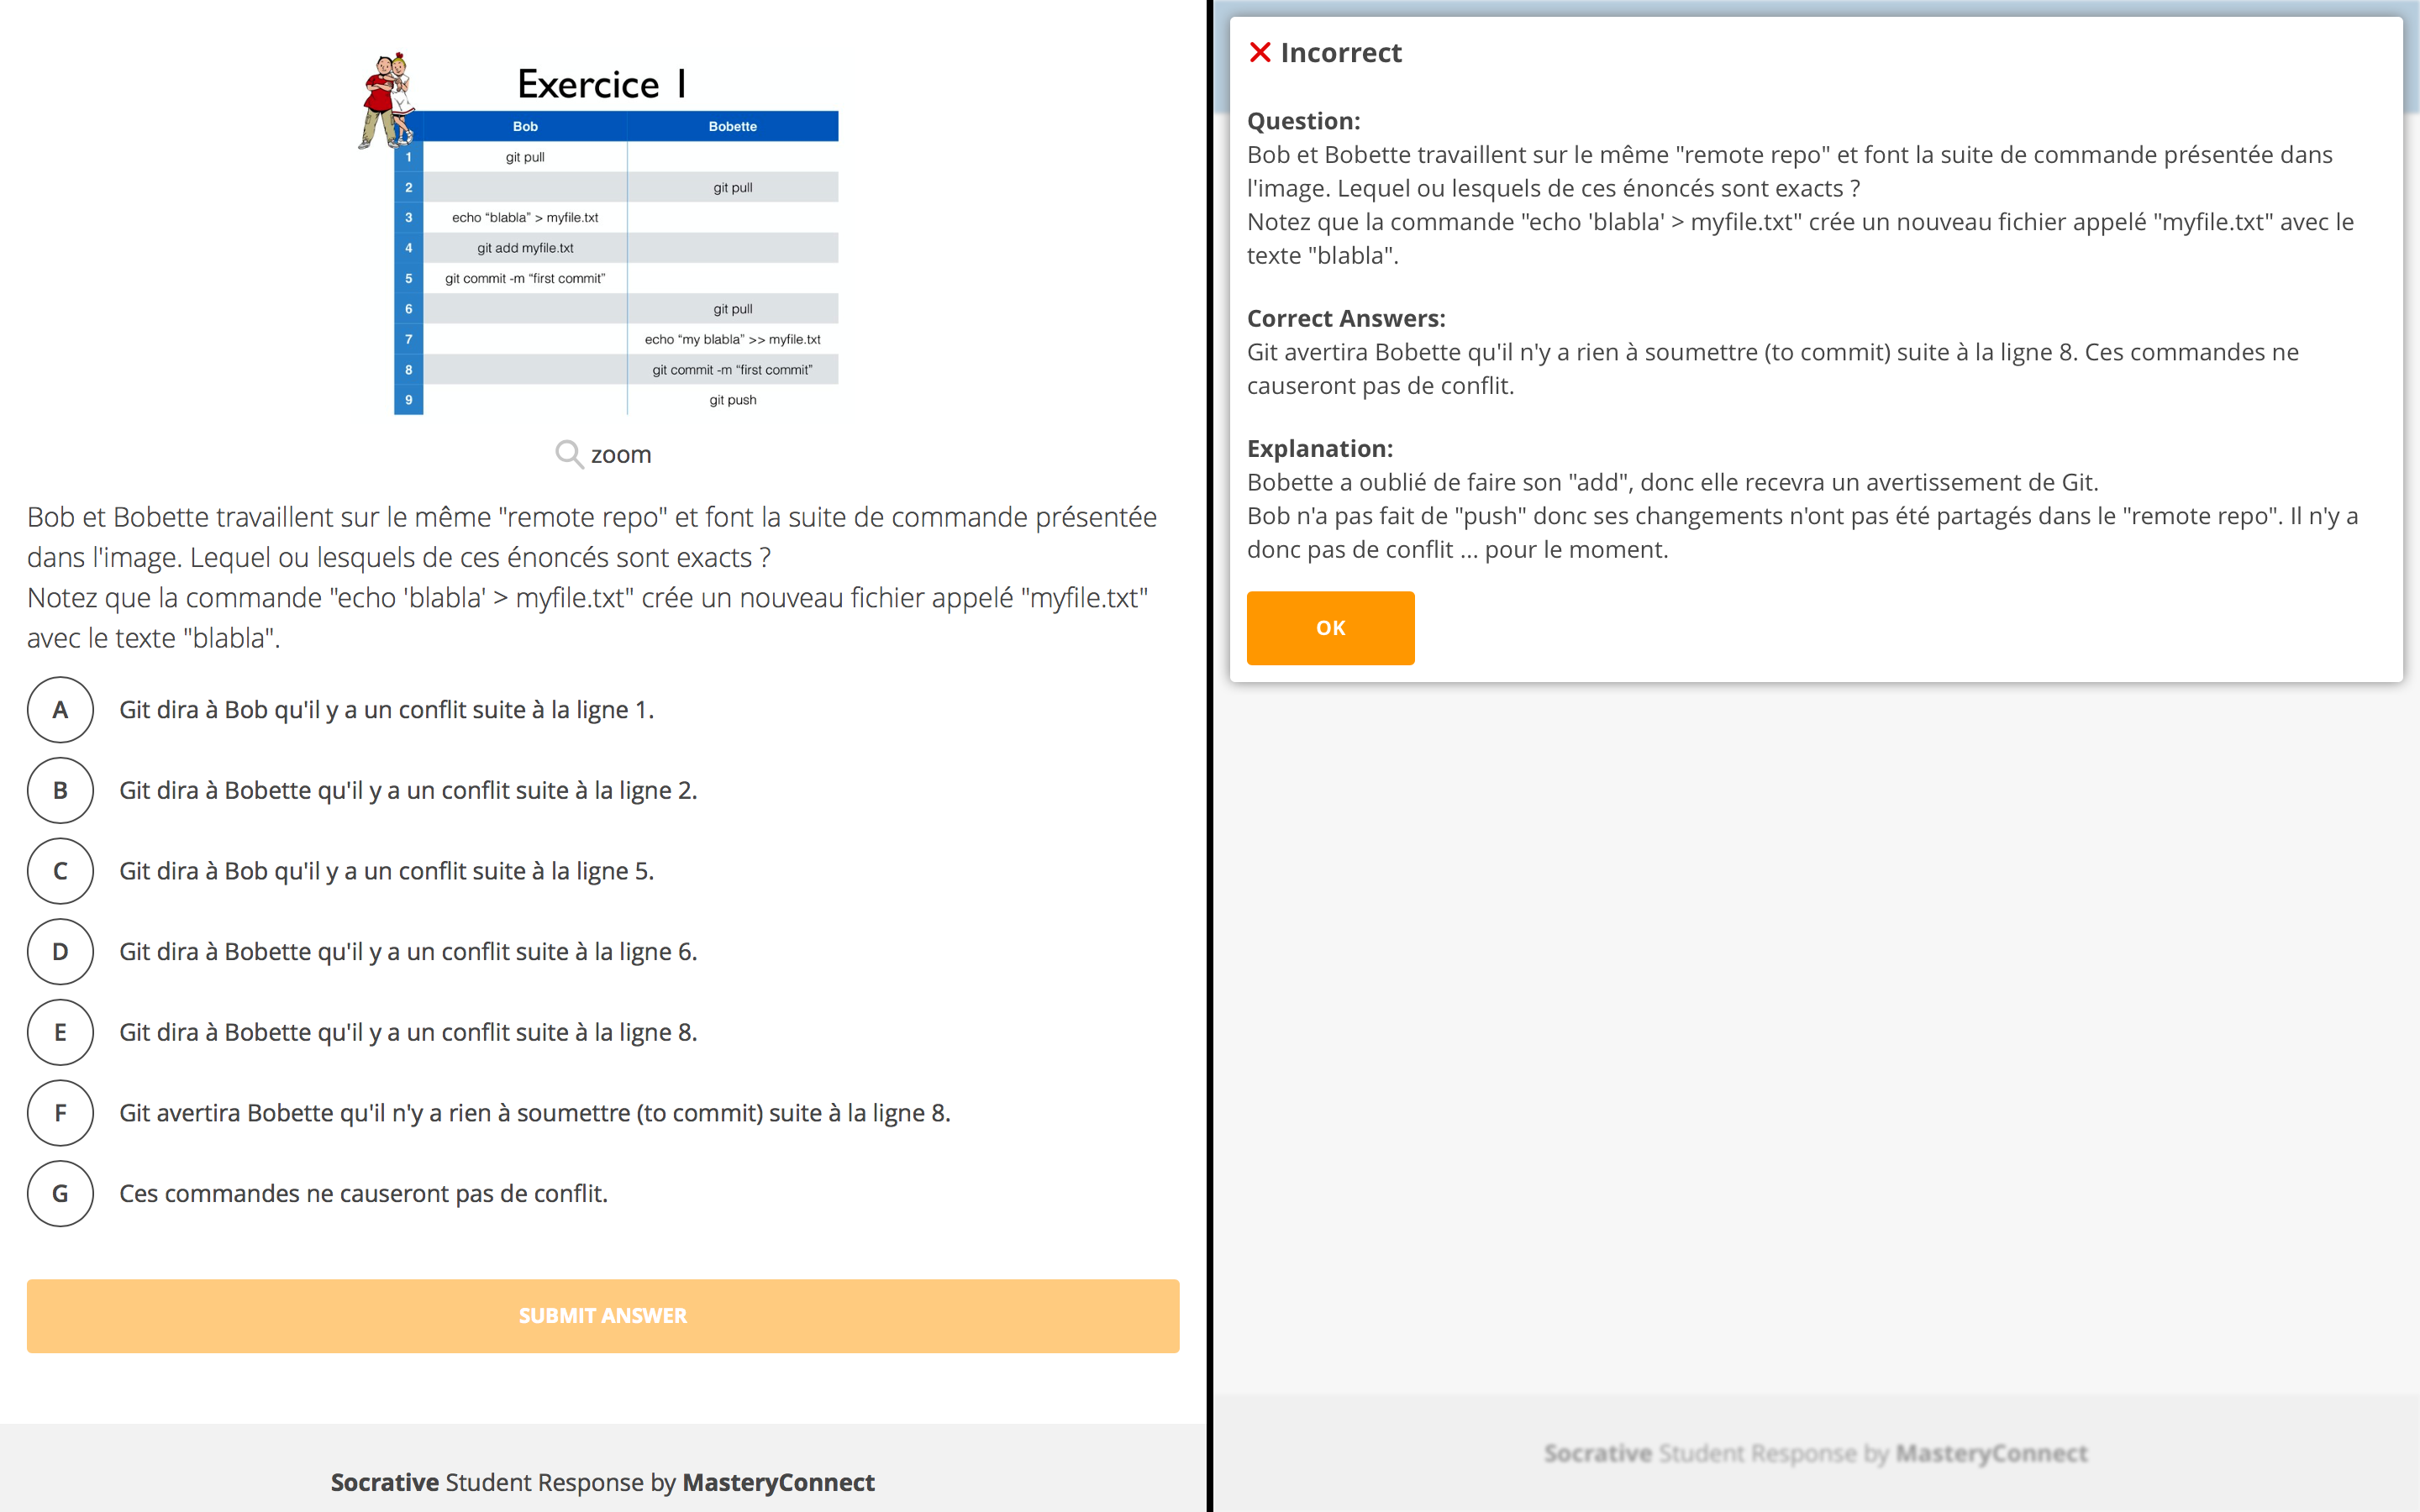 Exercice 1
Bob Bobette
1 git pull
2 git pull
3 echo “blabla” > myfile.txt
4 git add myfile.txt
5 git commit -m “first commit”
6 git pull
7 echo “my blabla” >> myfile.txt
8 git commit -m “first commit”
9 git push
zoom
Bob et Bobette travaillent sur le même "remote repo" et font la suite de commande présentée
dans l'image. Lequel ou lesquels de ces énoncés sont exacts ?
Notez que la commande "echo 'blabla' > myfile.txt" crée un nouveau fichier appelé "myfile.txt"
avec le texte "blabla".
A Git dira à Bob qu'il y a un conflit suite à la ligne 1.
B Git dira à Bobette qu'il y a un conflit suite à la ligne 2.
C Git dira à Bob qu'il y a un conflit suite à la ligne 5.
D Git dira à Bobette qu'il y a un conflit suite à la ligne 6.
E Git dira à Bobette qu'il y a un conflit suite à la ligne 8.
F Git avertira Bobette qu'il n'y a rien à soumettre (to commit) suite à la ligne 8.
G Ces commandes ne causeront pas de conflit.
SUBMIT ANSWER
Socrative Student Response by MasteryConnect
Incorrect
Question:
Bob et Bobette travaillent sur le même "remote repo" et font la suite de commande présentée dans
l'image. Lequel ou lesquels de ces énoncés sont exacts ?
Notez que la commande "echo 'blabla' > myfile.txt" crée un nouveau fichier appelé "myfile.txt" avec le
texte "blabla".
Correct Answers:
Git avertira Bobette qu'il n'y a rien à soumettre (to commit) suite à la ligne 8. Ces commandes ne
causeront pas de conflit.
Explanation:
Bobette a oublié de faire son "add", donc elle recevra un avertissement de Git.
Bob n'a pas fait de "push" donc ses changements n'ont pas été partagés dans le "remote repo". Il n'y a
donc pas de conflit ... pour le moment.
OK
Socrative Student Response by MasteryConnect